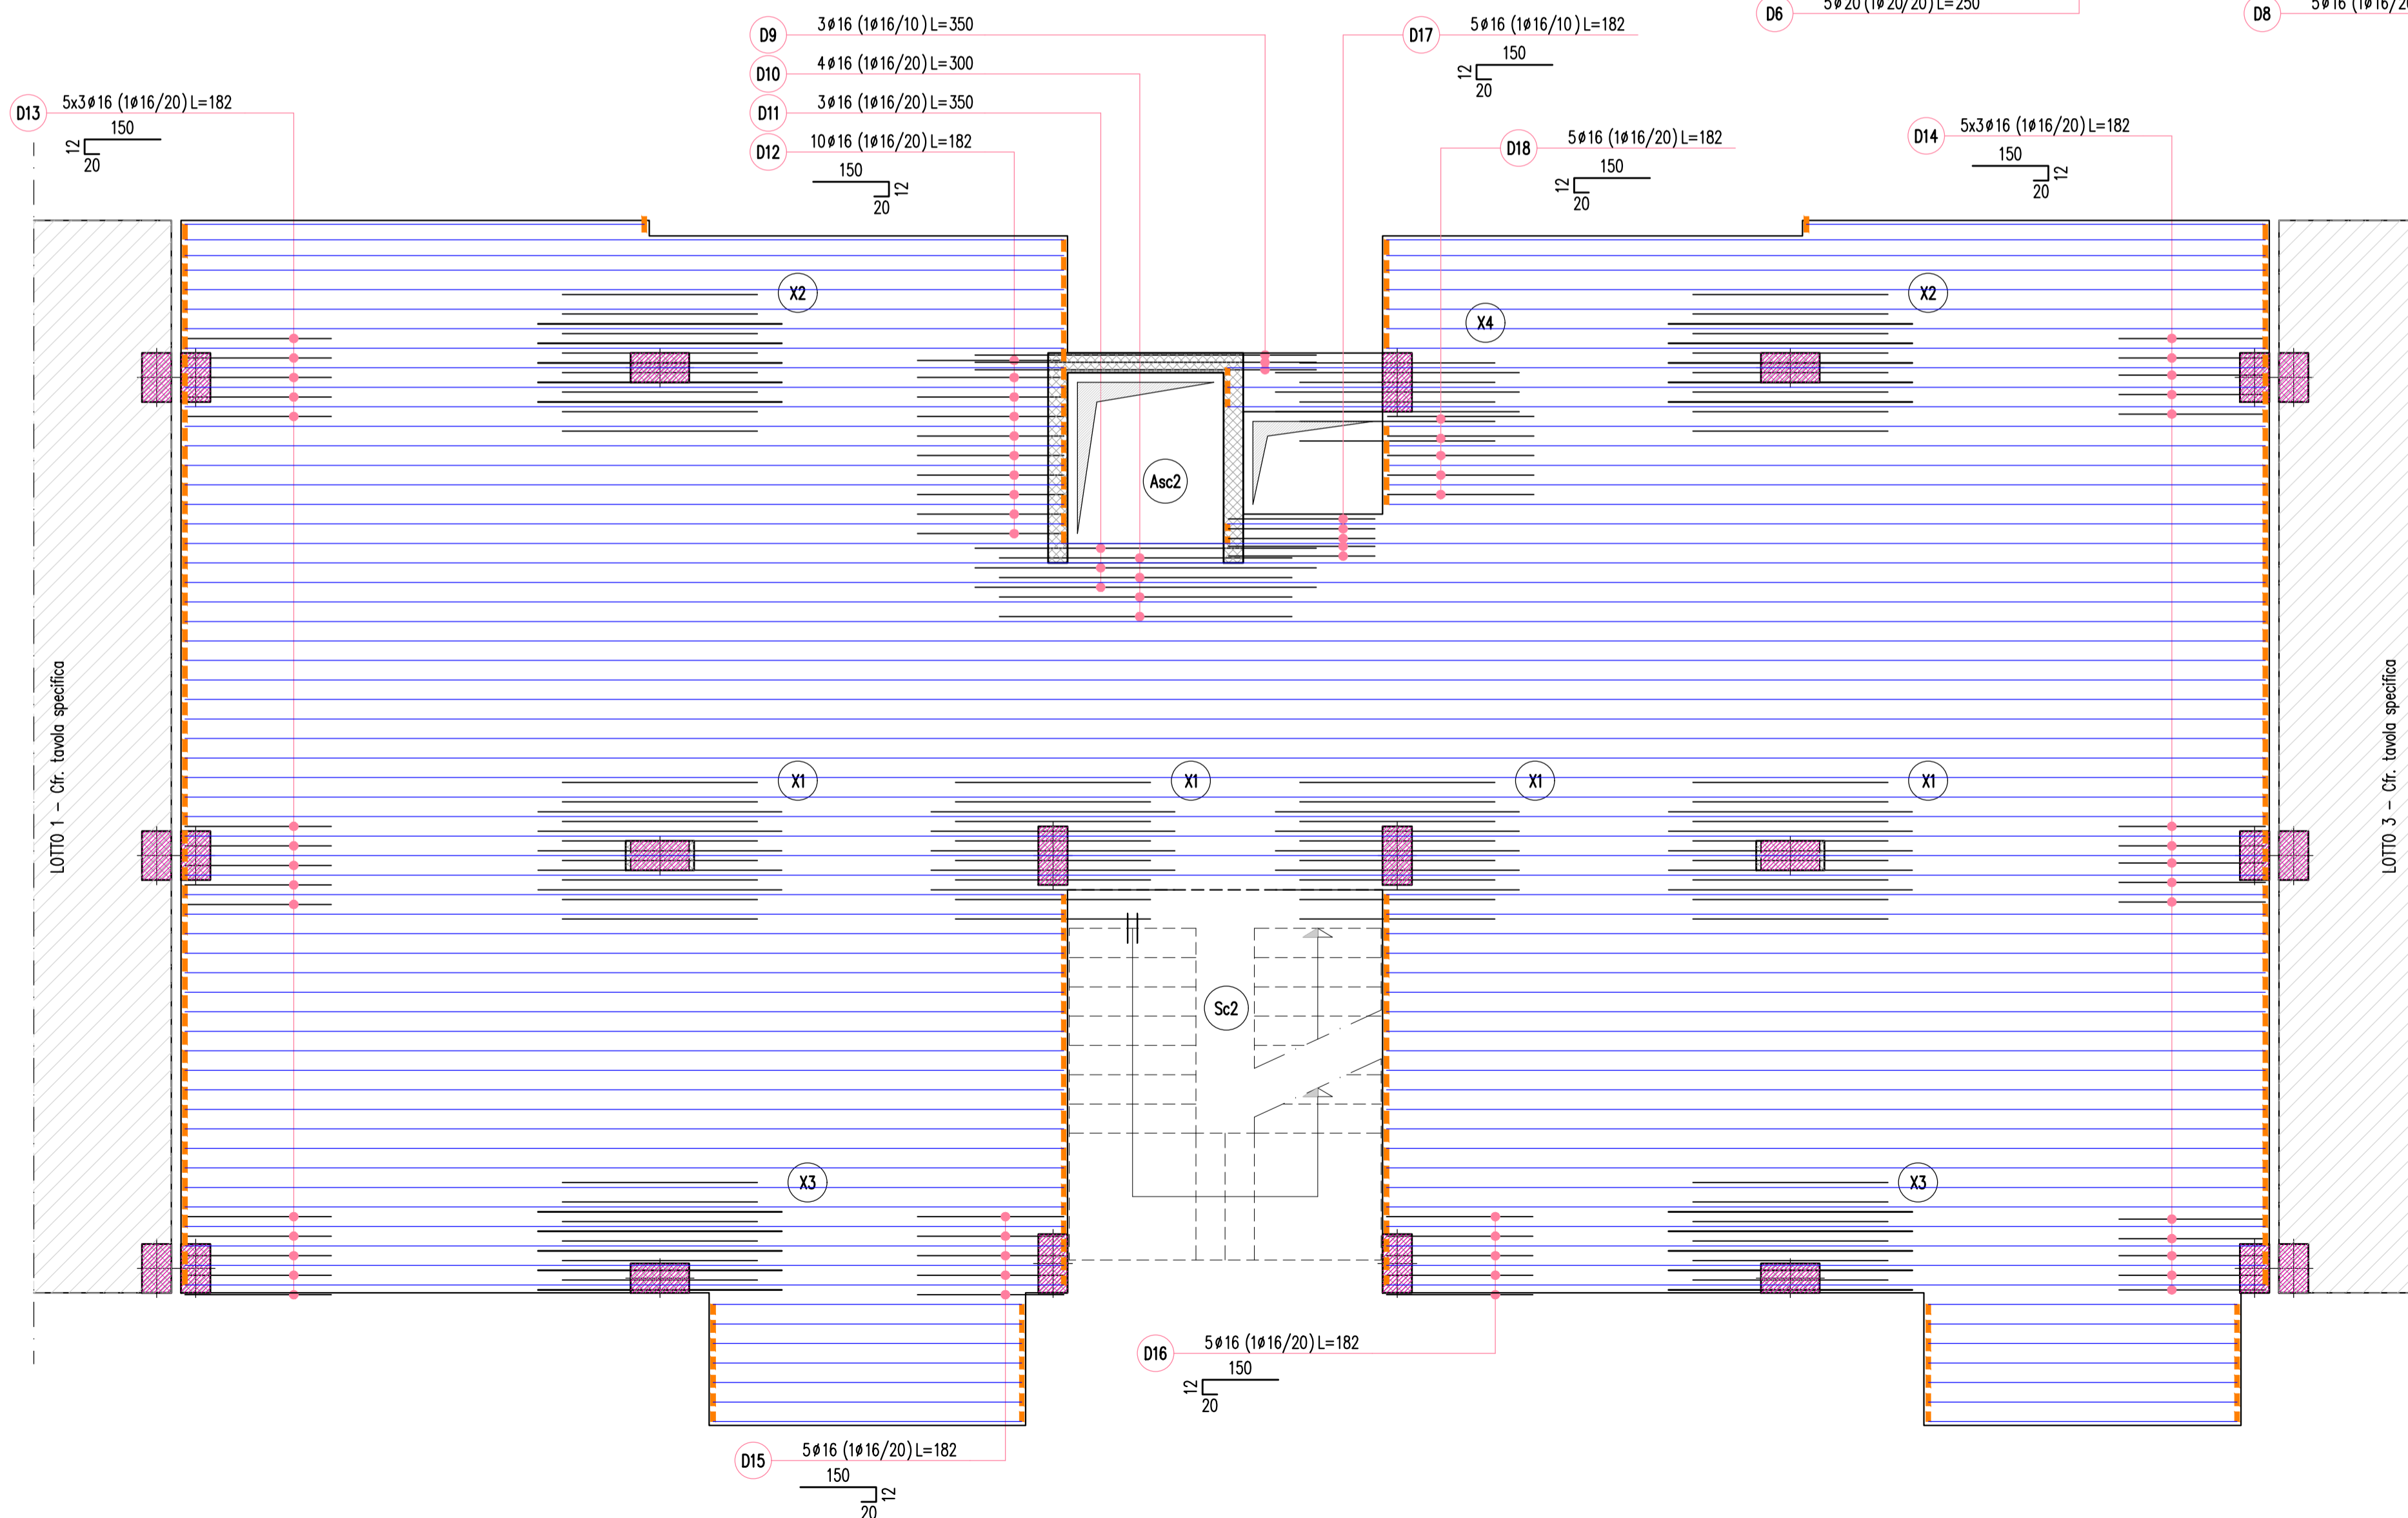 D9 3ø16 (1ø16/10) L=350
D10 4ø16 (1ø16/20) L=300
D11 3ø16 (1ø16/20) L=350
D12 10ø16 (1ø16/20) L=182
150
12
20
D17 5ø16 (1ø16/10) L=182
150
12
20
D6 5ø20 (1ø20/20) L=250
D8
D13 5x3ø16 (1ø16/20) L=182
150
12
20
D18 5ø16 (1ø16/20) L=182
150
12
20
D14 5x3ø16 (1ø16/20) L=182
150
12
20
X2
X4
X2
Asc2
LOTTO 1 - Cfr. tavola specifica
LOTTO 3 - Cfr. tavola specifica
X1
X1
X1
X1
Sc2
X3
X3
D16 5ø16 (1ø16/20) L=182
150
12
20
D15 5ø16 (1ø16/20) L=182
150
12
20